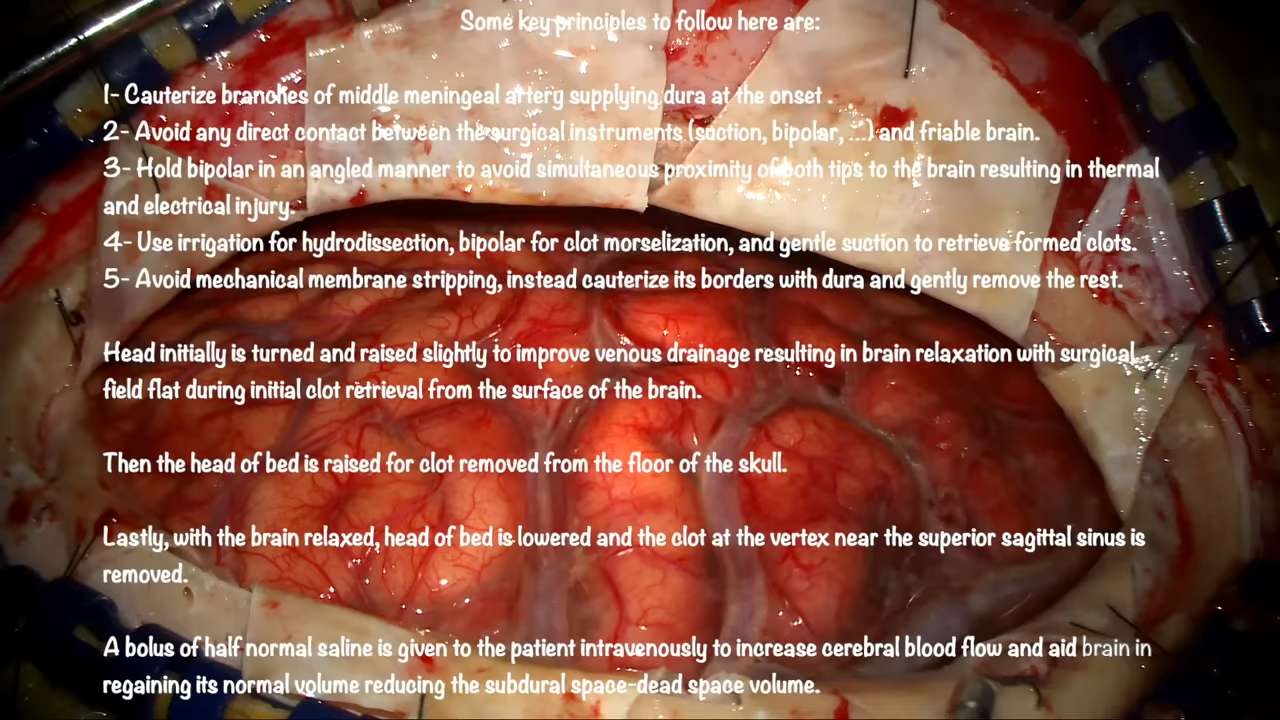 Some key principles to follow here are:
1- Cauterize branches of middle meningeal artery supplying dura at the onset .
2- Avoid any direct contact between the surgical instruments (suction, bipolar, ...) and friable brain.
3- Hold bipolar in an angled manner to avoid simultaneous proximity of both tips to the brain resulting in thermal
and electrical injury.
4- Use irrigation for hydrodissection, bipolar for clot morselization, and gentle suction to retrieve formed clots.
5- Avoid mechanical membrane stripping, instead cauterize its borders with dura and gently remove the rest.
Head initially is turned and raised slightly to improve venous drainage resulting in brain relaxation with surgical
field flat during initial clot retrieval from the surface of the brain.
Then the head of bed is raised for clot removed from the floor of the skull.
Lastly, with the brain relaxed, head of bed is lowered and the clot at the vertex near the superior sagittal sinus is
removed.
A bolus of half normal saline is given to the patient intravenously to increase cerebral blood flow and aid brain in
regaining its normal volume reducing the subdural space-dead space volume.